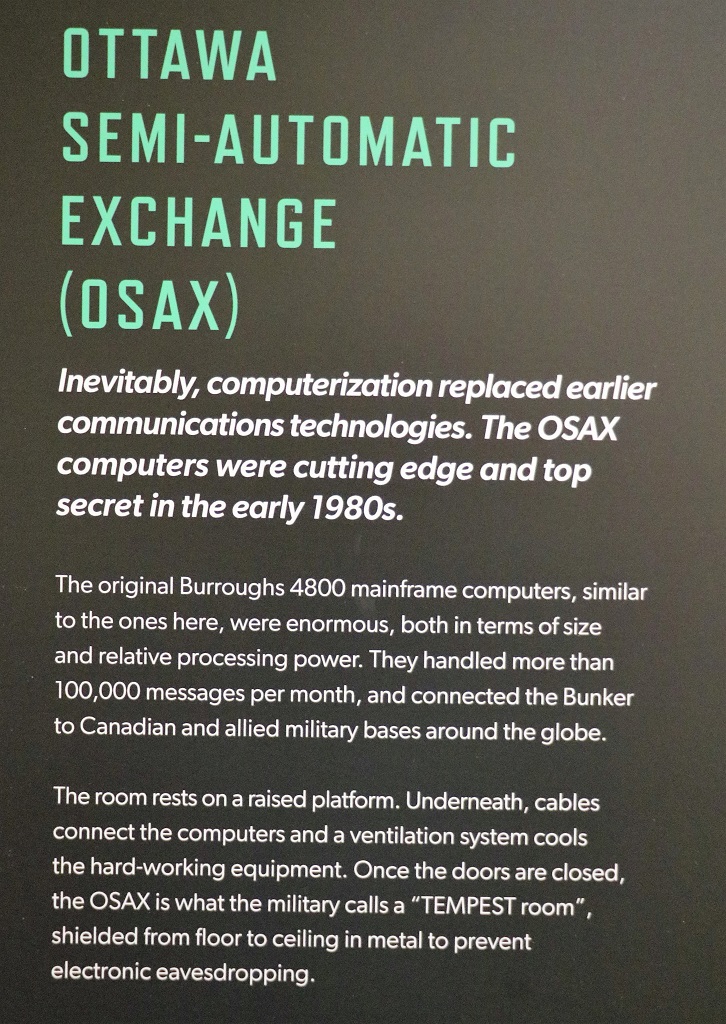 OTTAWA
SEMI-AUTOMATIC
EXCHANGE
(OSAX)
Inevitably, computerization replaced earlier
communications technologies. The OSAX
computers were cutting edge and top
secret in the early 1980s.
The original Burroughs 4800 mainframe computers, similar
to the ones here, were enormous, both in terms of size
and relative processing power. They handled more than
100,000 messages per month, and connected the Bunker
to Canadian and allied military bases around the globe.
The room rests on a raised platform. Underneath, cables
connect the computers and a ventilation system cools
the hard-working equipment. Once the doors are closed,
the OSAX is what the military calls a “TEMPEST room”,
shielded from floor to ceiling in metal to prevent
electronic eavesdropping.